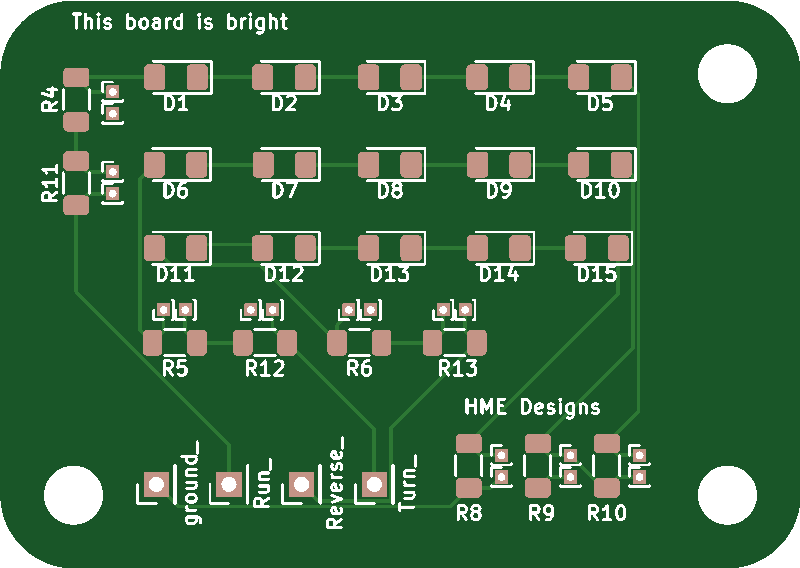 This board is bright
R4
D1 D2 D3 D4 D5
R11
D6 D7 D8 D9 D10
D11 D12 D13 D14 D15
R5 R12 R6 R13
HME Designs
ground_ Run_ Reverse_ Turn_
R8 R9 R10